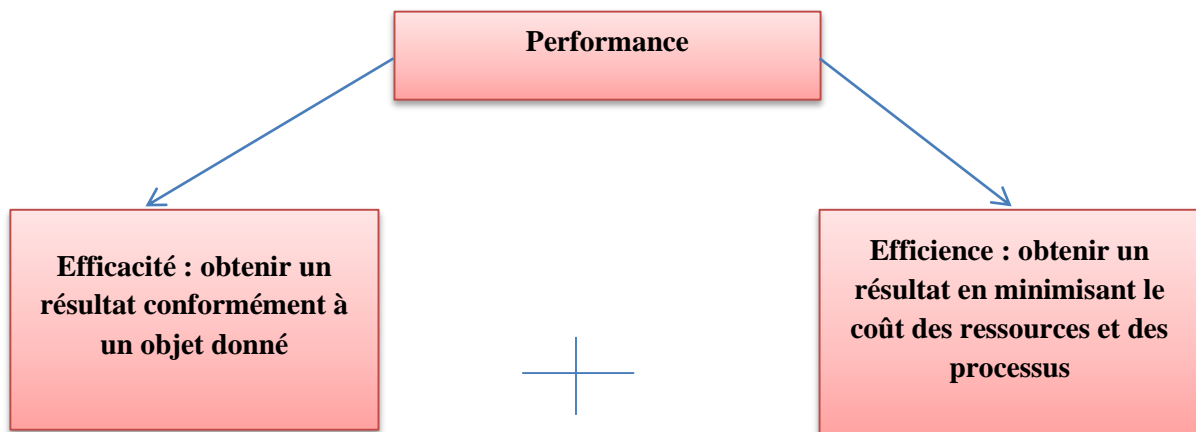 Performance
Efficacité : obtenir un
résultat conformément à
un objet donné
Efficience : obtenir un
résultat en minimisant le
coût des ressources et des
processus